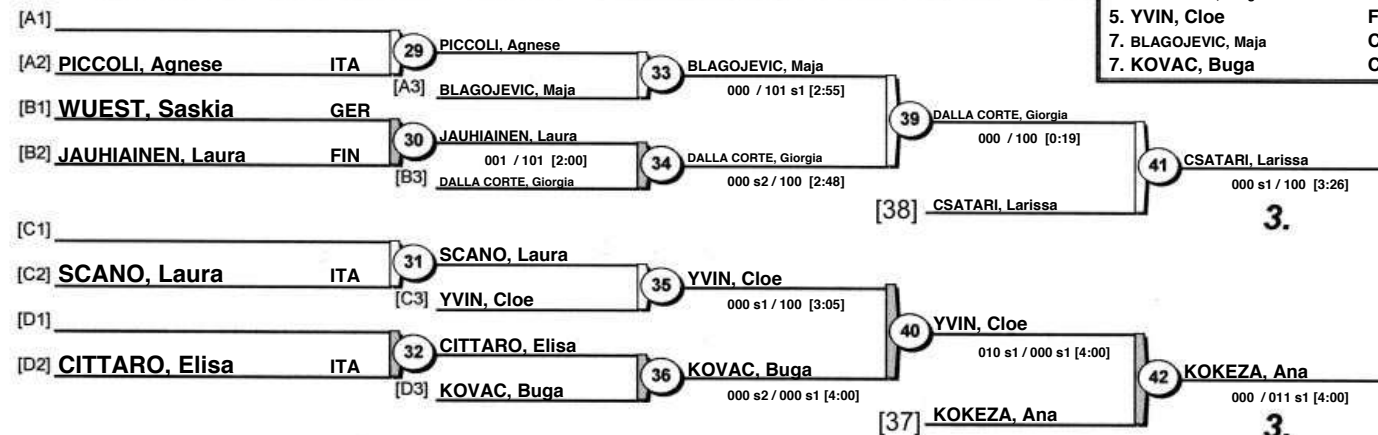 5. YVIN, Cloe F
7. BLAGOJEVIC, Maja C
7. KOVAC, Buga C
[A1]
29 PICCOLI, Agnese
[A2] PICCOLI, Agnese ITA
33 BLAGOJEVIC, Maja
[A3] BLAGOJEVIC, Maja
000 / 101 s1 [2:55]
[B1] WUEST, Saskia GER
39 DALLA CORTE, Giorgia
30 JAUHIAINEN, Laura
000 / 100 [0:19]
[B2] JAUHIAINEN, Laura FIN
001 / 101 [2:00]
34 DALLA CORTE, Giorgia
41 CSATARI, Larissa
[B3] DALLA CORTE, Giorgia
000 s2 / 100 [2:48]
000 s1 / 100 [3:26]
[38] CSATARI, Larissa
3.
[C1]
31 SCANO, Laura
[C2] SCANO, Laura ITA
35 YVIN, Cloe
[C3] YVIN, Cloe
000 s1 / 100 [3:05]
[D1]
40 YVIN, Cloe
32 CITTARO, Elisa
010 s1 / 000 s1 [4:00]
[D2] CITTARO, Elisa ITA
36 KOVAC, Buga
42 KOKEZA, Ana
[D3] KOVAC, Buga
000 s2 / 000 s1 [4:00]
000 / 011 s1 [4:00]
[37] KOKEZA, Ana
3.